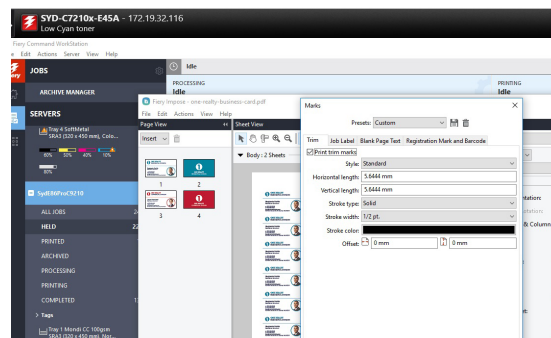 SYD-C7210x-E45A - 172.19.32.116
Low Cyan toner
Fiery Command WorkStation
Edit Actions Server View Help
JOBS
Idle
PROCESSING
Idle
PRINTING
Idle
ARCHIVE MANAGER
SERVERS
Tray 4 SoftMetal
SRA3 (320 x 450 mm), Colo...
60% 50% 40% 10%
80%
Syd886ProC9210
ALL JOBS
HELD
PRINTED
ARCHIVED
PROCESSING
PRINTING
COMPLETED
Tags
Tray 1 Mondi CC 100gsm
SRA3 (320 x 450 mm), Nor...
Fiery Impose - one-realty-business-card.pdf
File Edit Actions View Help
Page View
Sheet View
Insert
1 2
3 4
Body : 2 Sheets
Marks
Presets: Custom
Trim Job Label Blank Page Text Registration Mark and Barcode
Print trim marks
Style: Standard
Horizontal length: 5.6444 mm
Vertical length: 5.6444 mm
Stroke type: Solid
Stroke width: 1/2 pt.
Stroke color:
Offset: 0 mm 0 mm
& Column